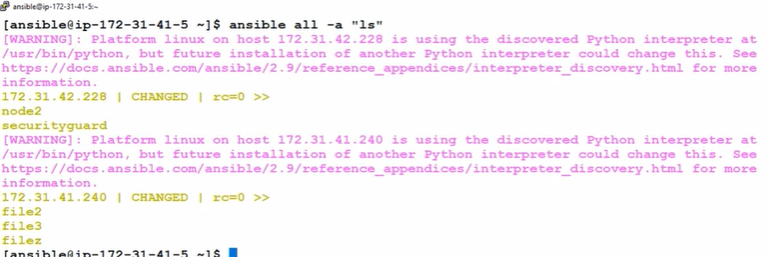 ansible@ip-172-31-41-5:~
[ansible@ip-172-31-41-5 ~]$ ansible all -a "ls"
[WARNING]: Platform linux on host 172.31.42.228 is using the discovered Python interpreter at
/usr/bin/python, but future installation of another Python interpreter could change this. See
https://docs.ansible.com/ansible/2.9/reference_appendices/interpreter_discovery.html for more
information.
172.31.42.228 | CHANGED | rc=0 >>
node2
securityguard
[WARNING]: Platform linux on host 172.31.41.240 is using the discovered Python interpreter at
/usr/bin/python, but future installation of another Python interpreter could change this. See
https://docs.ansible.com/ansible/2.9/reference_appendices/interpreter_discovery.html for more
information.
172.31.41.240 | CHANGED | rc=0 >>
file2
file3
filez
[ansible@ip-172-31-41-5 ~]$